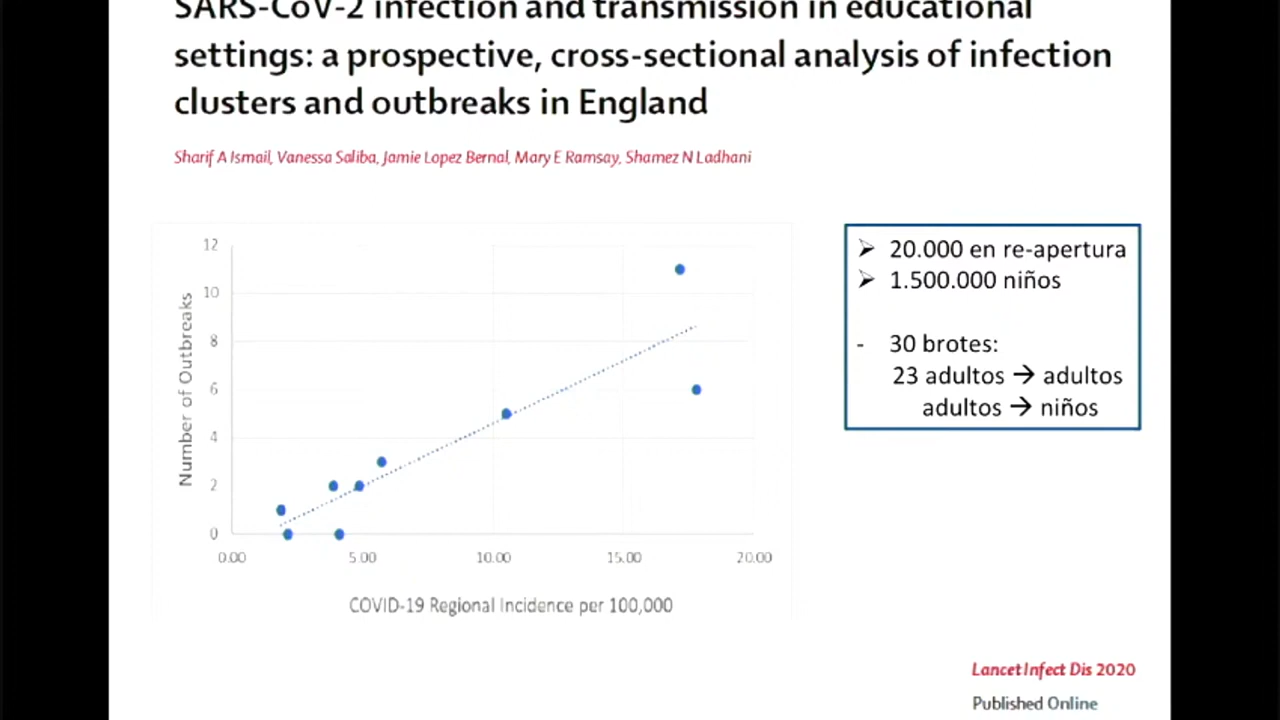 SARS-CoV-2 infection and transmission in educational
settings: a prospective, cross-sectional analysis of infection
clusters and outbreaks in England
Sharif A Ismail, Vanessa Saliba, Jamie Lopez Bernal, Mary E Ramsay, Shamez N Ladhani
12
10
8
6
4
2
0
Number of Outbreaks
0.00 5.00 10.00 15.00 20.00
COVID-19 Regional Incidence per 100,000
➢ 20.000 en re-apertura
➢ 1.500.000 niños
- 30 brotes:
23 adultos → adultos
adultos → niños
Lancet Infect Dis 2020
Published Online